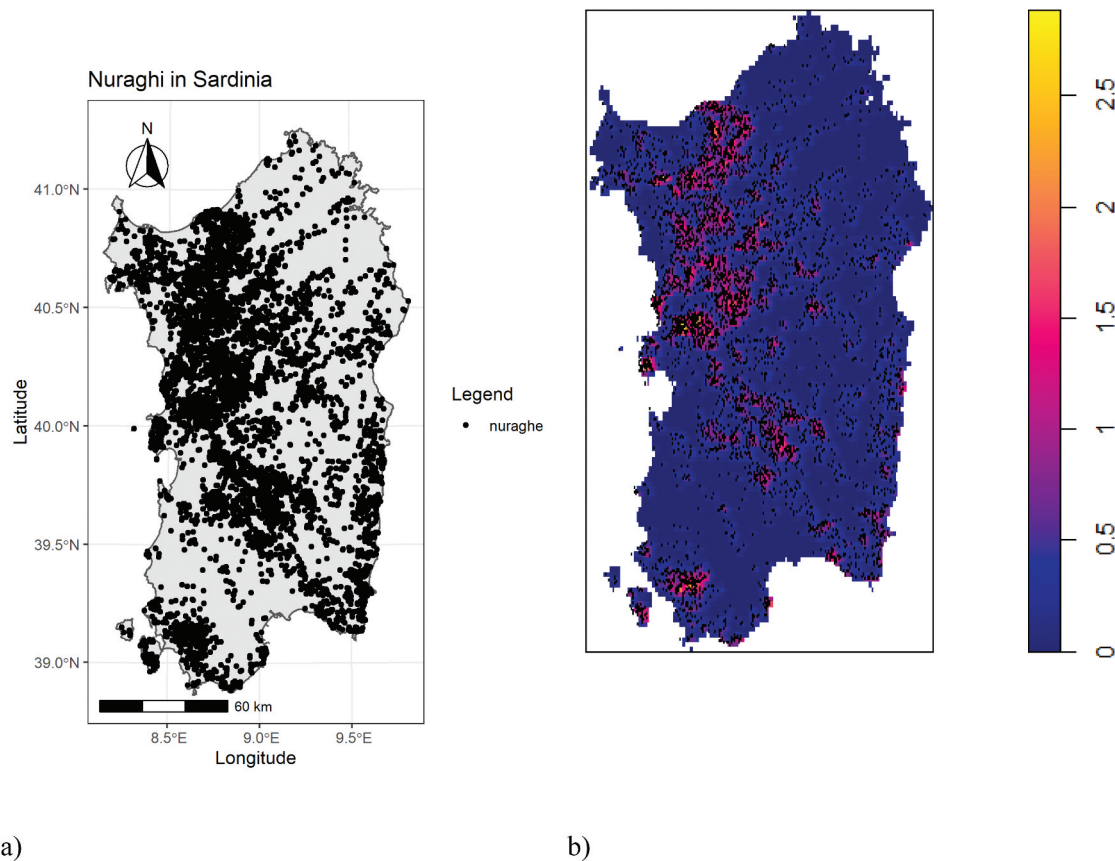 Nuraghi in Sardinia
N
41.0°N
40.5°N
40.0°N
39.5°N
39.0°N
Latitude
60 km
8.5°E 9.0°E 9.5°E
Longitude
Legend
nuraghe
2.5
2
1.5
1
0.5
0
a) b)